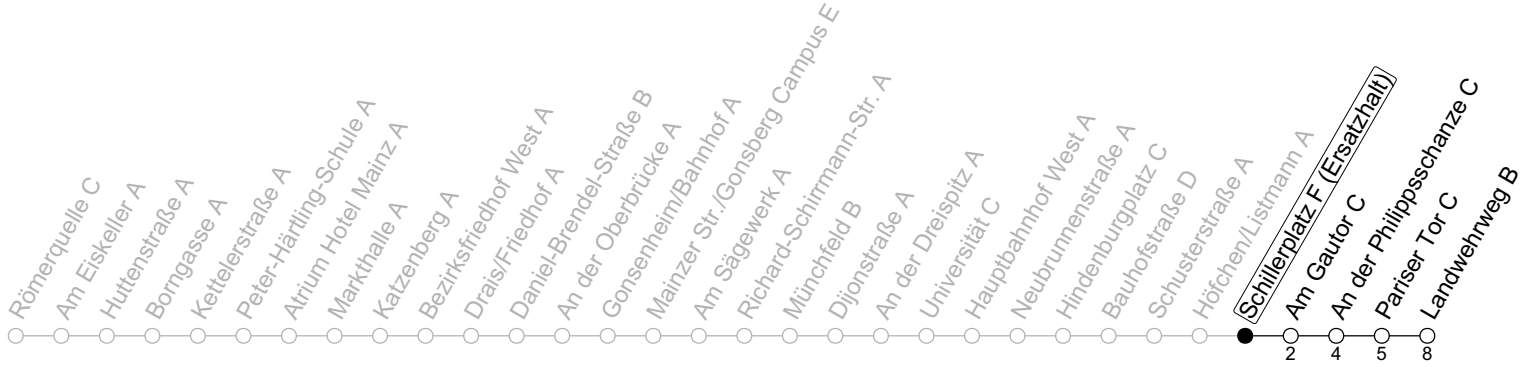 Römerquelle C
Am Eiskeller A
Huttenstraße A
Borngasse A
Kettelerstraße A
Peter-Härtling-Schule A
Atrium Hotel Mainz A
Markthalle A
Katzenberg A
Bezirksfriedhof West A
Drais/Friedhof A
Daniel-Brendel-Straße B
An der Oberbrücke A
Gonsenheim/Bahnhof A
Mainzer Str./Gonsberg Campus E
Am Sägewerk A
Richard-Schirrmann-Str. A
Münchfeld B
Dijonstraße A
An der Dreispitz A
Universität C
Hauptbahnhof West A
Neubrunnenstraße A
Hindenburgplatz C
Bauhofstraße D
Schusterstraße A
Höfchen/Listmann A
Schillerplatz F (Ersatzhalt)
Am Gautor C
An der Philippsschanze C
Pariser Tor C
Landwehrweg B
2 4 5 8